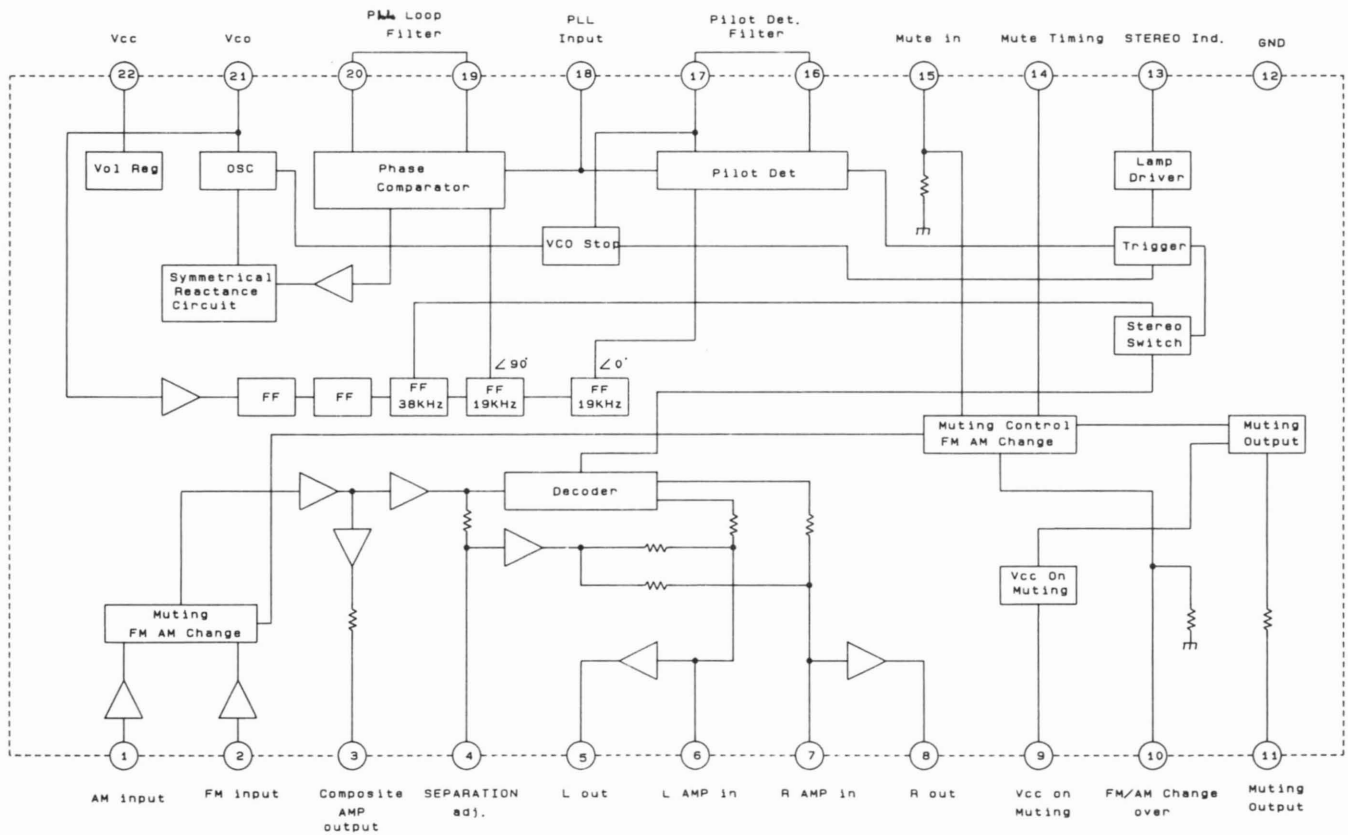 PLL Loop
Filter
PLL
Input
Pilot Det.
Filter
Vcc
Vco
Mute in
Mute Timing
STEREO Ind.
GND
22
21
20
19
18
17
16
15
14
13
12
Vol Reg
OSC
Phase
Comparator
Pilot Det
Lamp
Driver
VCO Stop
Trigger
Symmetrical
Reactance
Circuit
Stereo
Switch
∠90°
∠0°
FF
FF
FF
38KHz
FF
19KHz
FF
19KHz
Muting Control
FM AM Change
Muting
Output
Decoder
Vcc On
Muting
Muting
FM AM Change
1
2
3
4
5
6
7
8
9
10
11
AM input
FM input
Composite
AMP
output
SEPARATION
adj.
L out
L AMP in
R AMP in
R out
Vcc on
Muting
FM/AM Change
over
Muting
Output